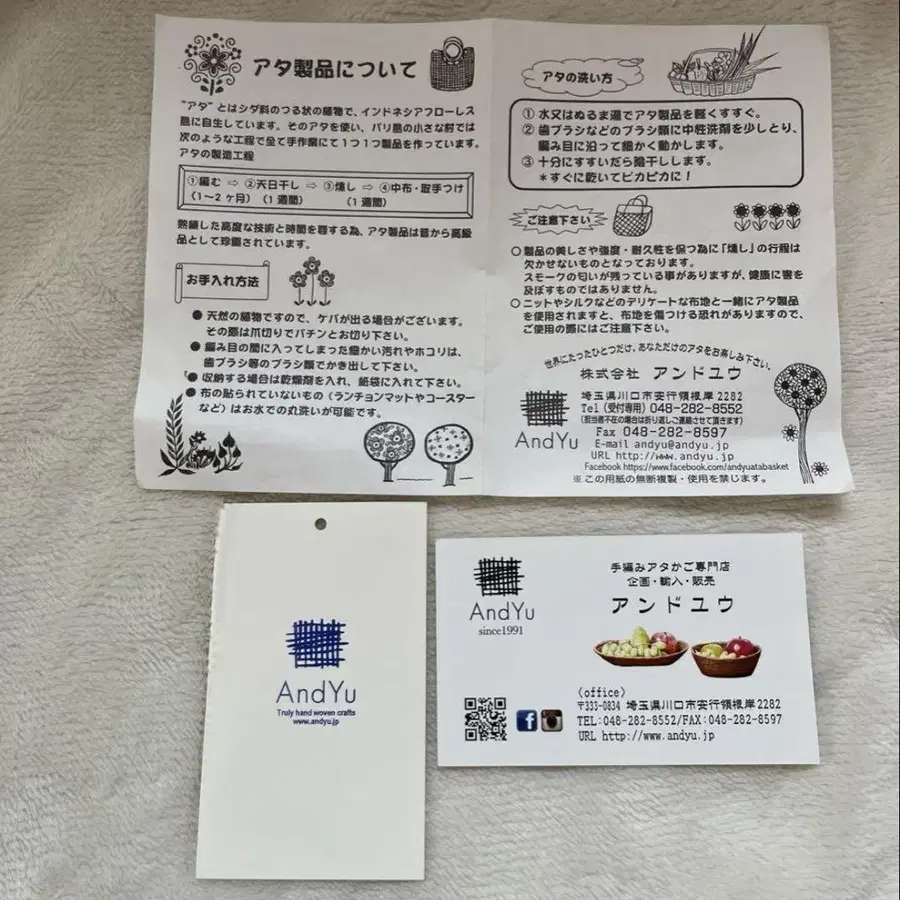 アタ製品について
"アタ"とはシダ科のつる状の植物で、インドネシアフローレス
島に自生しています。そのアタを使い、バリ島の小さな村では
次のような工程で全て手作業にて1つ1つ製品を作っています。
アタの製造工程
①編む ⇨ ②天日干し ⇨ ③燻し ⇨ ④中布・取手つけ
(1〜2ヶ月) (1週間) (1週間)
熟練した高度な技術と時間を要する為、アタ製品は昔から高級
品として珍重されています。
お手入れ方法
● 天然の植物ですので、ケバが出る場合がございます。
その際は爪切りでパチンとお切り下さい。
● 編み目の間に入ってしまった細かい汚れやホコリは、
歯ブラシ等のブラシ類でかき出して下さい。
● 収納する場合は乾燥剤を入れ、紙袋に入れて下さい。
● 布の貼られていないもの(ランチョンマットやコースター
など)はお水での丸洗いが可能です。
アタの洗い方
① 水又はぬるま湯でアタ製品を軽くすすぐ。
② 歯ブラシなどのブラシ類に中性洗剤を少しとり、
編み目に沿って細かく動かします。
③ 十分にすすいだら陰干しします。
*すぐに乾いてピカピカに!
ご注意下さい
○ 製品の美しさや強度・耐久性を保つ為に「燻し」の行程は
欠かせないものとなっております。
スモークの匂いが残っている事がありますが、健康に害を
及ぼすものではありません。
○ ニットやシルクなどのデリケートな布地と一緒にアタ製品
を使用されますと、布地を傷つける恐れがありますので、
ご使用の際にはご注意下さい。
世界にたったひとつだけ、あなただけのアタをお楽しみ下さい。
株式会社 アンドユウ
AndYu
埼玉県川口市安行領根岸2282
Tel (受付専用) 048-282-8552
(担当者不在の場合は折り返しご連絡させて頂きます)
Fax 048-282-8597
E-mail andyu@andyu.jp
URL http://www.andyu.jp
Facebook https://www.facebook.com/andyuatabasket
※この用紙の無断複製・使用を禁じます。
AndYu
Truly hand woven crafts
www.andyu.jp
AndYu
since1991
手編みアタかご専門店
企画・輸入・販売
アンドユウ
(office)
〒333-0834 埼玉県川口市安行領根岸2282
TEL:048-282-8552/FAX:048-282-8597
URL http://www.andyu.jp